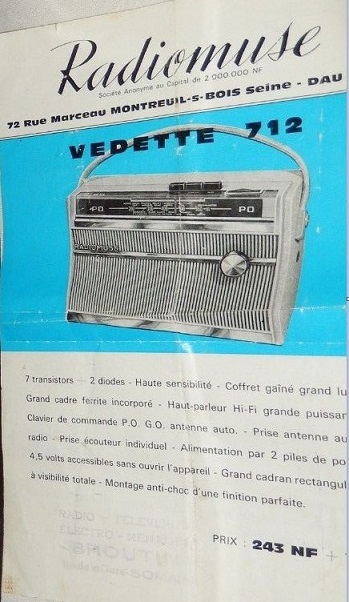 Radiomuse
Société Anonyme au Capital de 2 000.000 NF
72 Rue Marceau MONTREUIL-S-BOIS Seine - DAU
VEDETTE 712
PO
PO
RADIOMUSE
7 transistors — 2 diodes - Haute sensibilité - Coffret gaîné grand lu
Grand cadre ferrite incorporé - Haut-parleur Hi-Fi grande puissar
Clavier de commande P.O. G.O. antenne auto. - Prise antenne au
radio - Prise écouteur individuel - Alimentation par 2 piles de po
4,5 volts accessibles sans ouvrir l'appareil - Grand cadran rectangul
à visibilité totale - Montage anti-choc d'une finition parfaite.
PRIX : 243 NF +